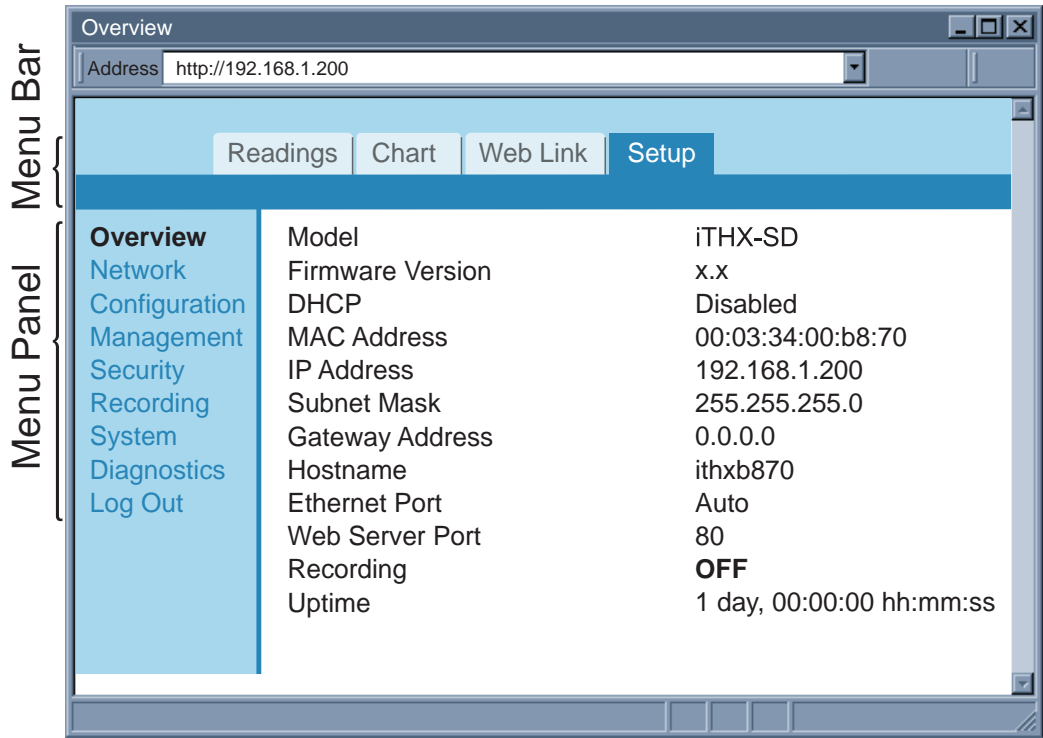 Overview
Address http://192.168.1.200
Menu Bar
Readings Chart Web Link Setup
Menu Panel
Overview
Network
Configuration
Management
Security
Recording
System
Diagnostics
Log Out
Model iTHX-SD
Firmware Version x.x
DHCP Disabled
MAC Address 00:03:34:00:b8:70
IP Address 192.168.1.200
Subnet Mask 255.255.255.0
Gateway Address 0.0.0.0
Hostname ithxb870
Ethernet Port Auto
Web Server Port 80
Recording OFF
Uptime 1 day, 00:00:00 hh:mm:ss